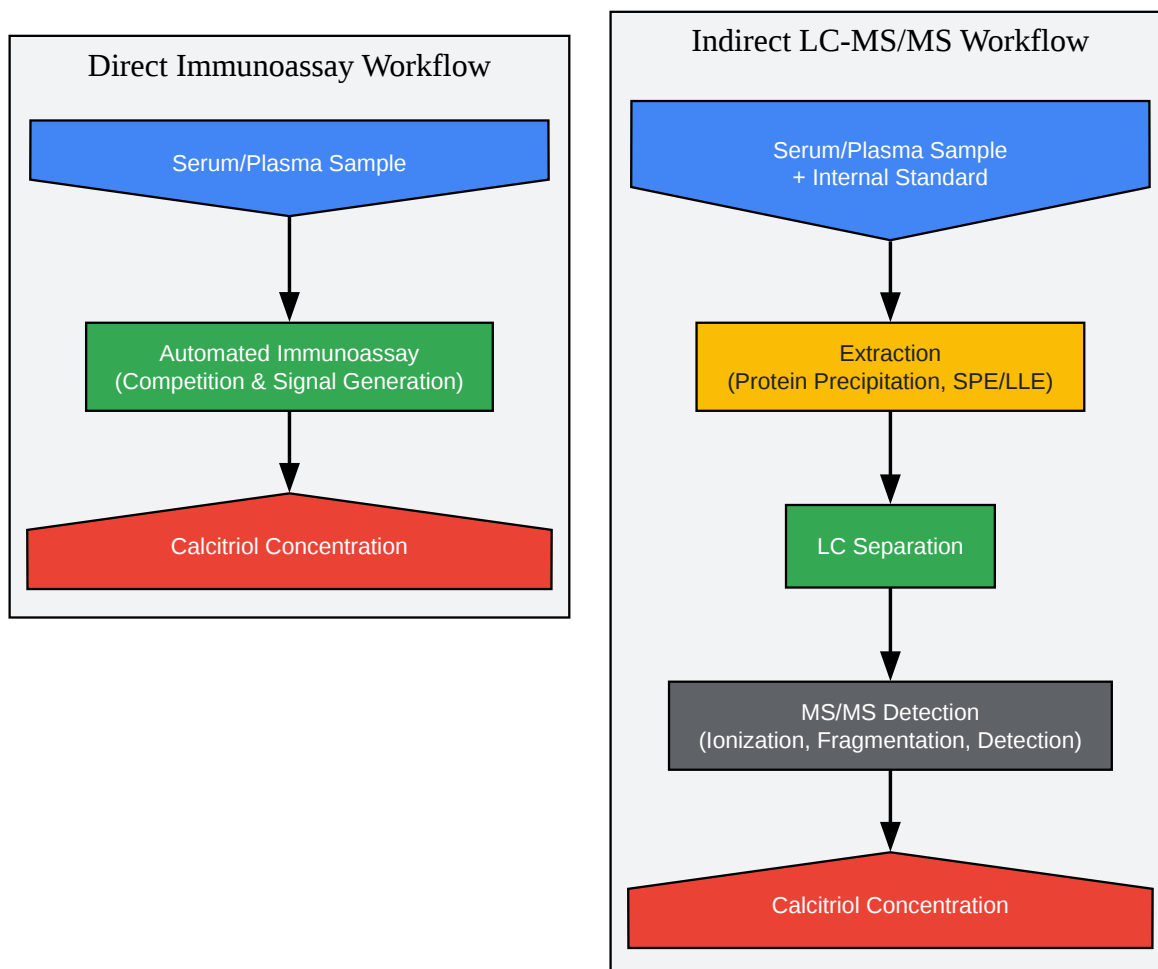 Direct Immunoassay Workflow
Serum/Plasma Sample
Automated Immunoassay
(Competition & Signal Generation)
Calcitriol Concentration
Indirect LC-MS/MS Workflow
Serum/Plasma Sample
+ Internal Standard
Extraction
(Protein Precipitation, SPE/LLE)
LC Separation
MS/MS Detection
(Ionization, Fragmentation, Detection)
Calcitriol Concentration